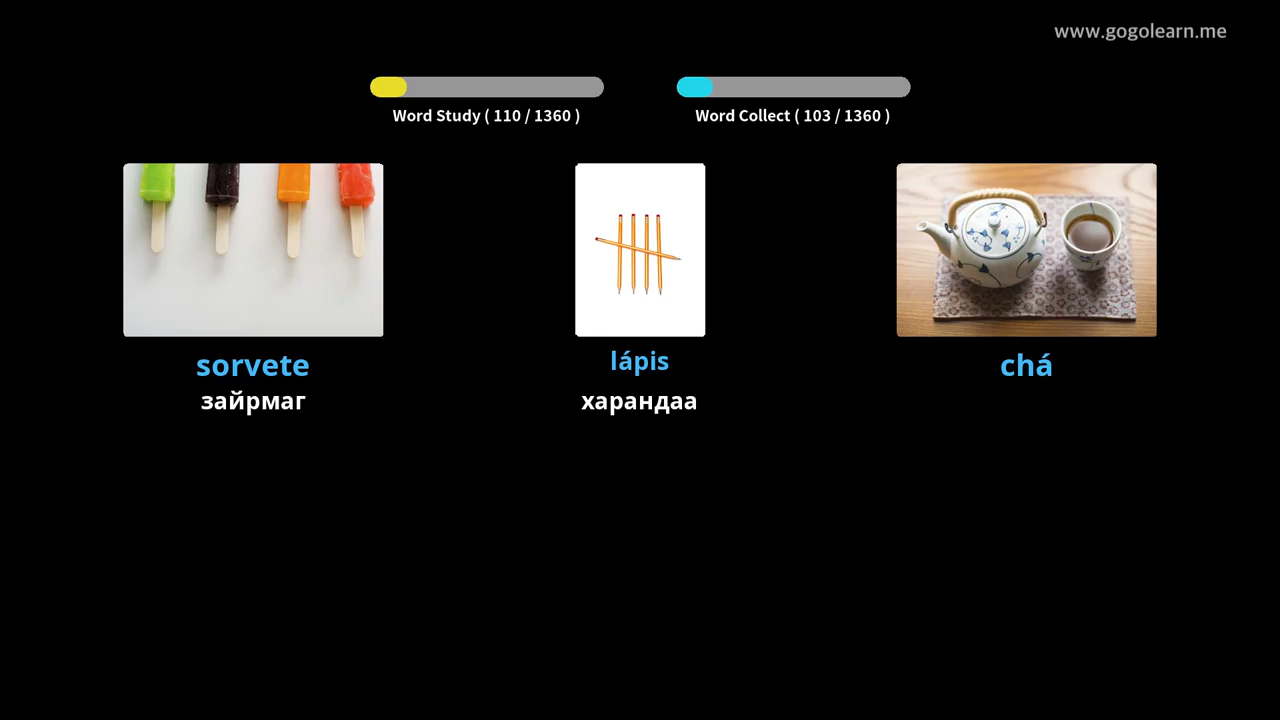 www.gogolearn.me
Word Study ( 110 / 1360 )
Word Collect ( 103 / 1360 )
sorvete
зайрмаг
lápis
харандаа
chá